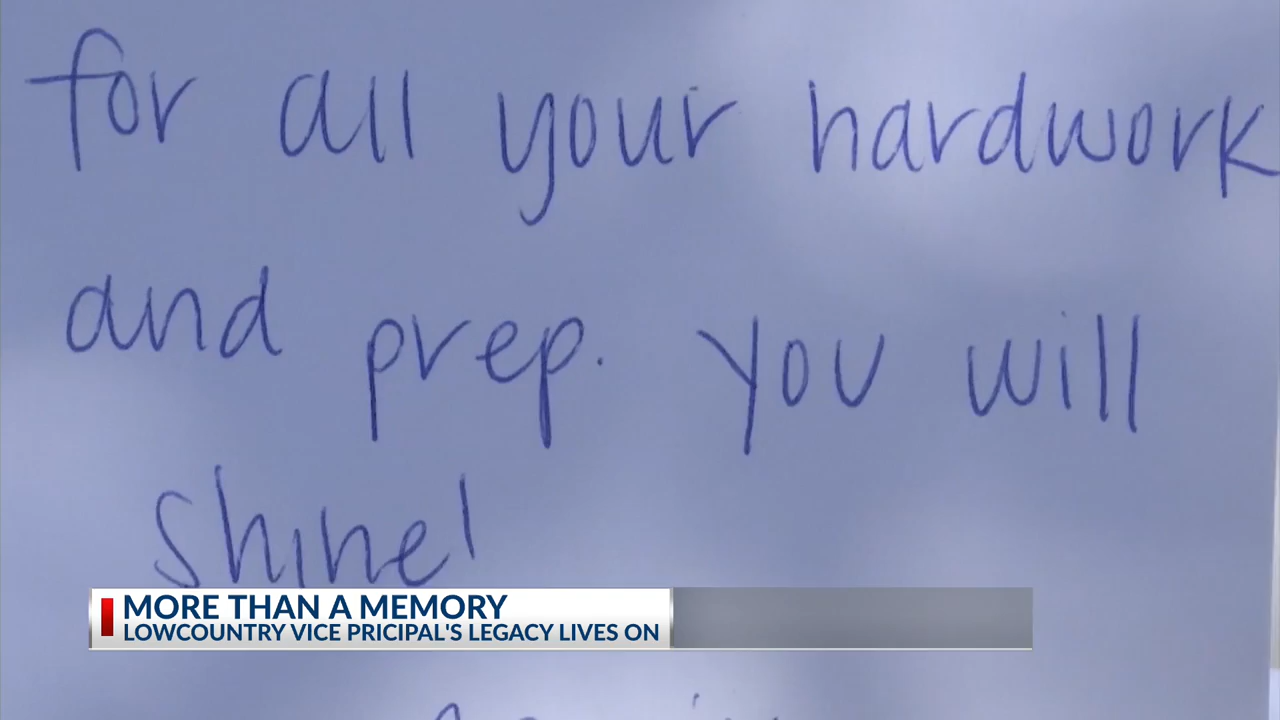 for all your hardwork
and prep. you will
shine!
MORE THAN A MEMORY
LOWCOUNTRY VICE PRICIPAL'S LEGACY LIVES ON